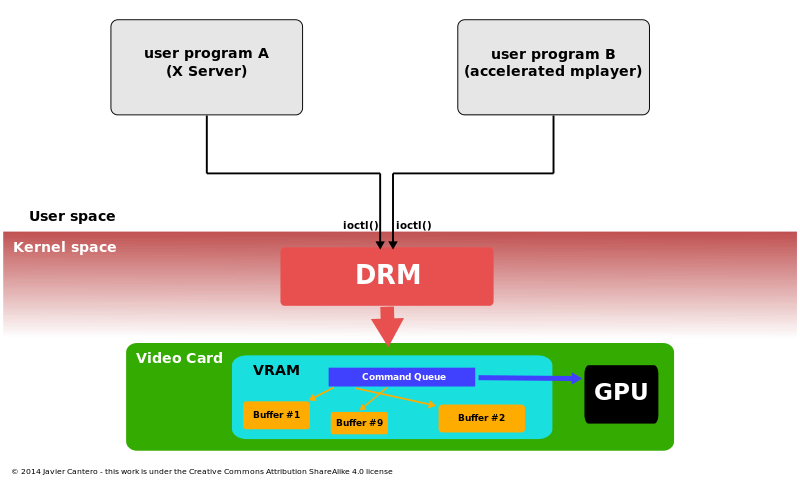 user program A
(X Server)
user program B
(accelerated mplayer)
User space
ioctl()
ioctl()
Kernel space
DRM
Video Card
VRAM
Command Queue
GPU
Buffer #1
Buffer #9
Buffer #2
© 2014 Javier Cantero - this work is under the Creative Commons Attribution ShareAlike 4.0 license